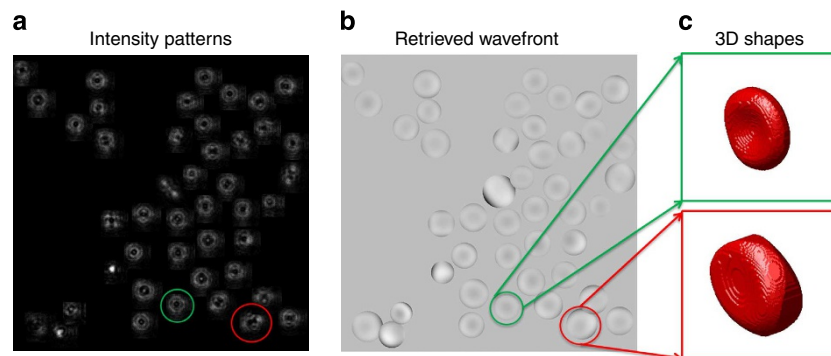 a
Intensity patterns
b
Retrieved wavefront
c
3D shapes